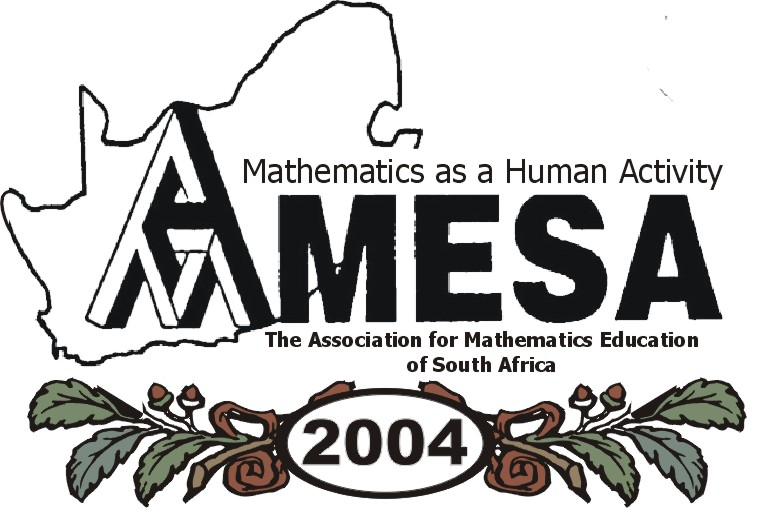 Mathematics as a Human Activity
AMESA
The Association for Mathematics Education
of South Africa
2004